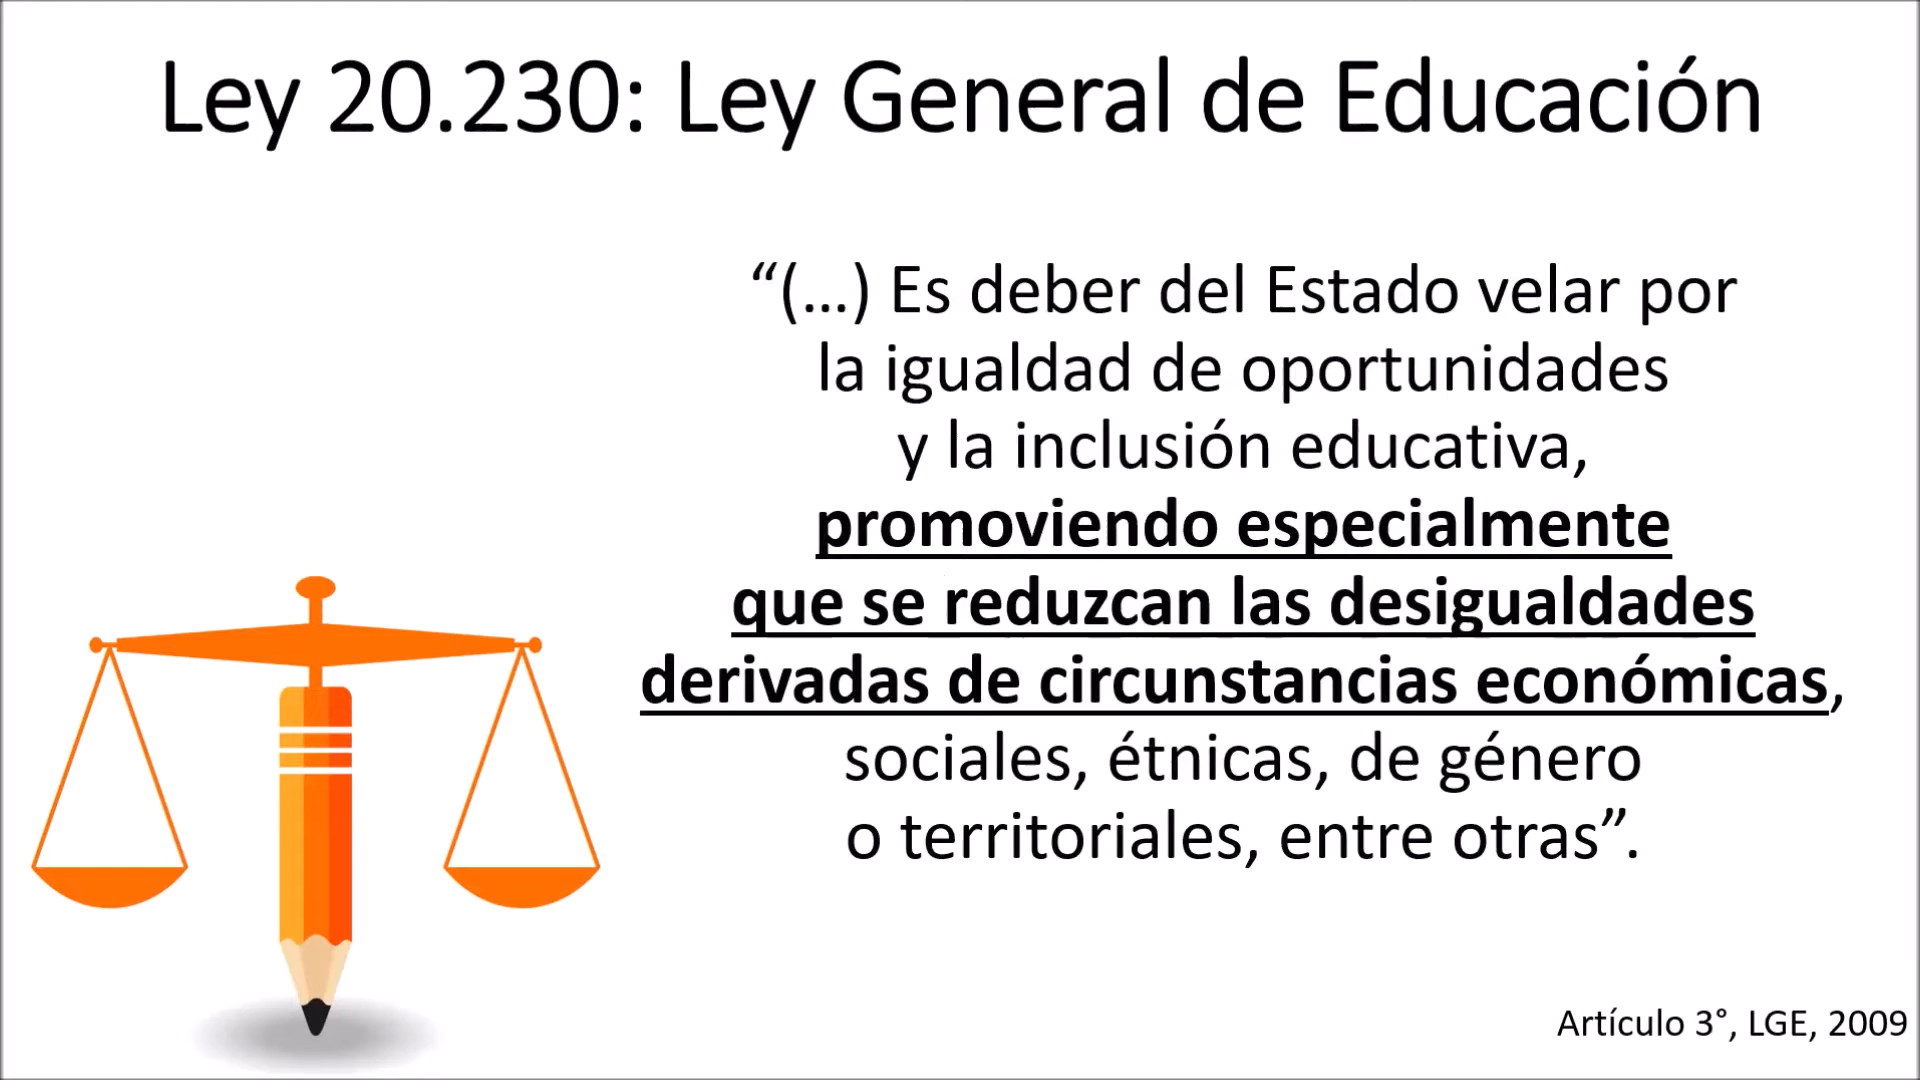 Ley 20.230: Ley General de Educación
“(…) Es deber del Estado velar por
la igualdad de oportunidades
y la inclusión educativa,
promoviendo especialmente
que se reduzcan las desigualdades
derivadas de circunstancias económicas,
sociales, étnicas, de género
o territoriales, entre otras”.
Artículo 3°, LGE, 2009